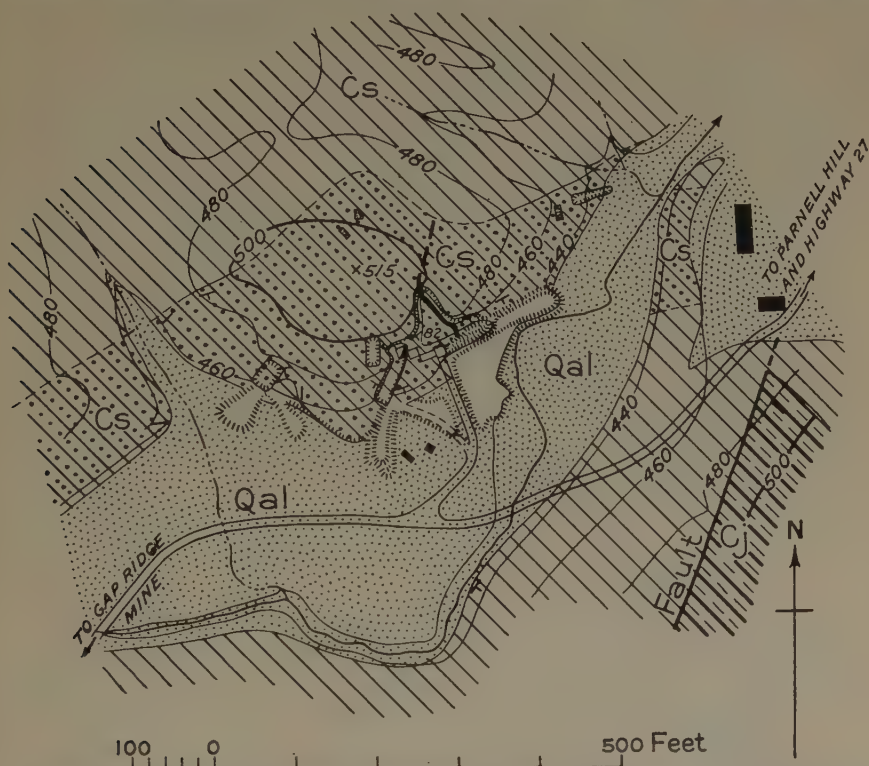 480
Cs
480
480
500
×515
Cs
480
460
440
Cs
TO PARNELL HILL
AND HIGHWAY 27
480
82
460
Qal
Cs
440
460
480
500
Qal
Cj
Fault
N
TO GAP RIDGE
MINE
100 0 500 Feet